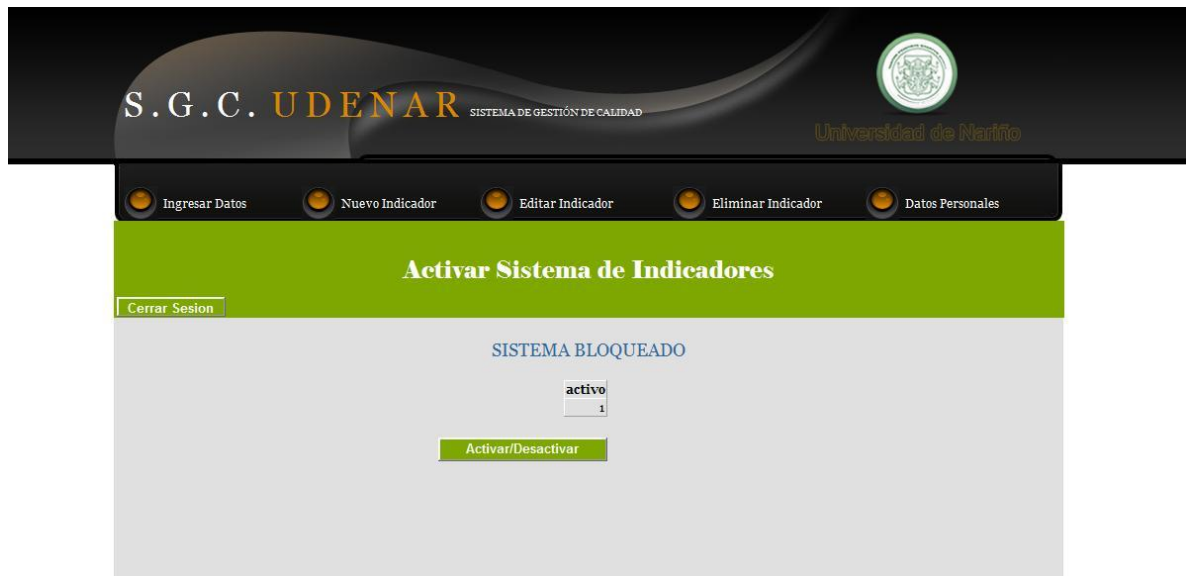 S.G.C. UDENAR SISTEMA DE GESTIÓN DE CALIDAD
Universidad de Nariño
Ingresar Datos Nuevo Indicador Editar Indicador Eliminar Indicador Datos Personales
Activar Sistema de Indicadores
Cerrar Sesion
SISTEMA BLOQUEADO
activo
1
Activar/Desactivar